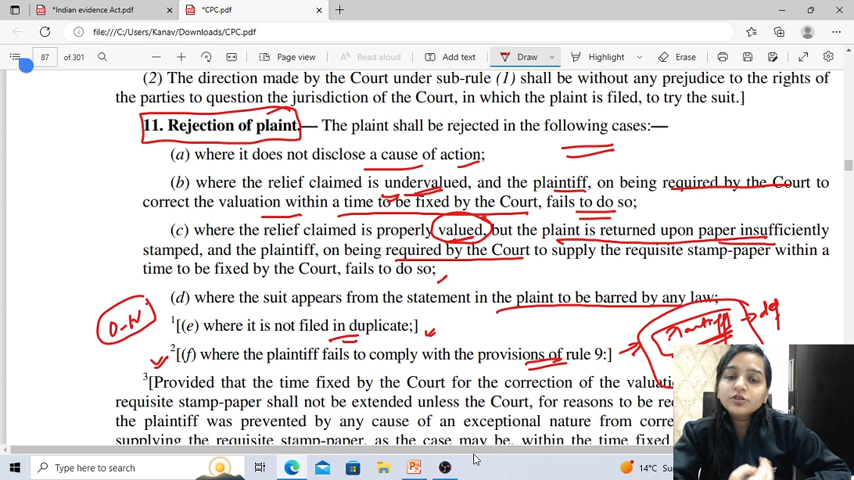 *Indian evidence Act.pdf
*CPC.pdf
file:///C:/Users/Kanav/Downloads/CPC.pdf
87 of 301
Page view
Read aloud
Add text
Draw
Highlight
Erase
(2) The direction made by the Court under sub-rule (1) shall be without any prejudice to the rights of
the parties to question the jurisdiction of the Court, in which the plaint is filed, to try the suit.]
11. Rejection of plaint.— The plaint shall be rejected in the following cases:—
(a) where it does not disclose a cause of action;
(b) where the relief claimed is undervalued, and the plaintiff, on being required by the Court to
correct the valuation within a time to be fixed by the Court, fails to do so;
(c) where the relief claimed is properly valued, but the plaint is returned upon paper insufficiently
stamped, and the plaintiff, on being required by the Court to supply the requisite stamp-paper within a
time to be fixed by the Court, fails to do so;
(d) where the suit appears from the statement in the plaint to be barred by any law;
1[(e) where it is not filed in duplicate;]
2[(f) where the plaintiff fails to comply with the provisions of rule 9:]
plaintiff
def
3[Provided that the time fixed by the Court for the correction of the
requisite stamp-paper shall not be extended unless the Court, for reasons to be
the plaintiff was prevented by any cause of an exceptional nature from
supplying the requisite stamp-paper, as the case may be, within the time fixed
Type here to search
14°C